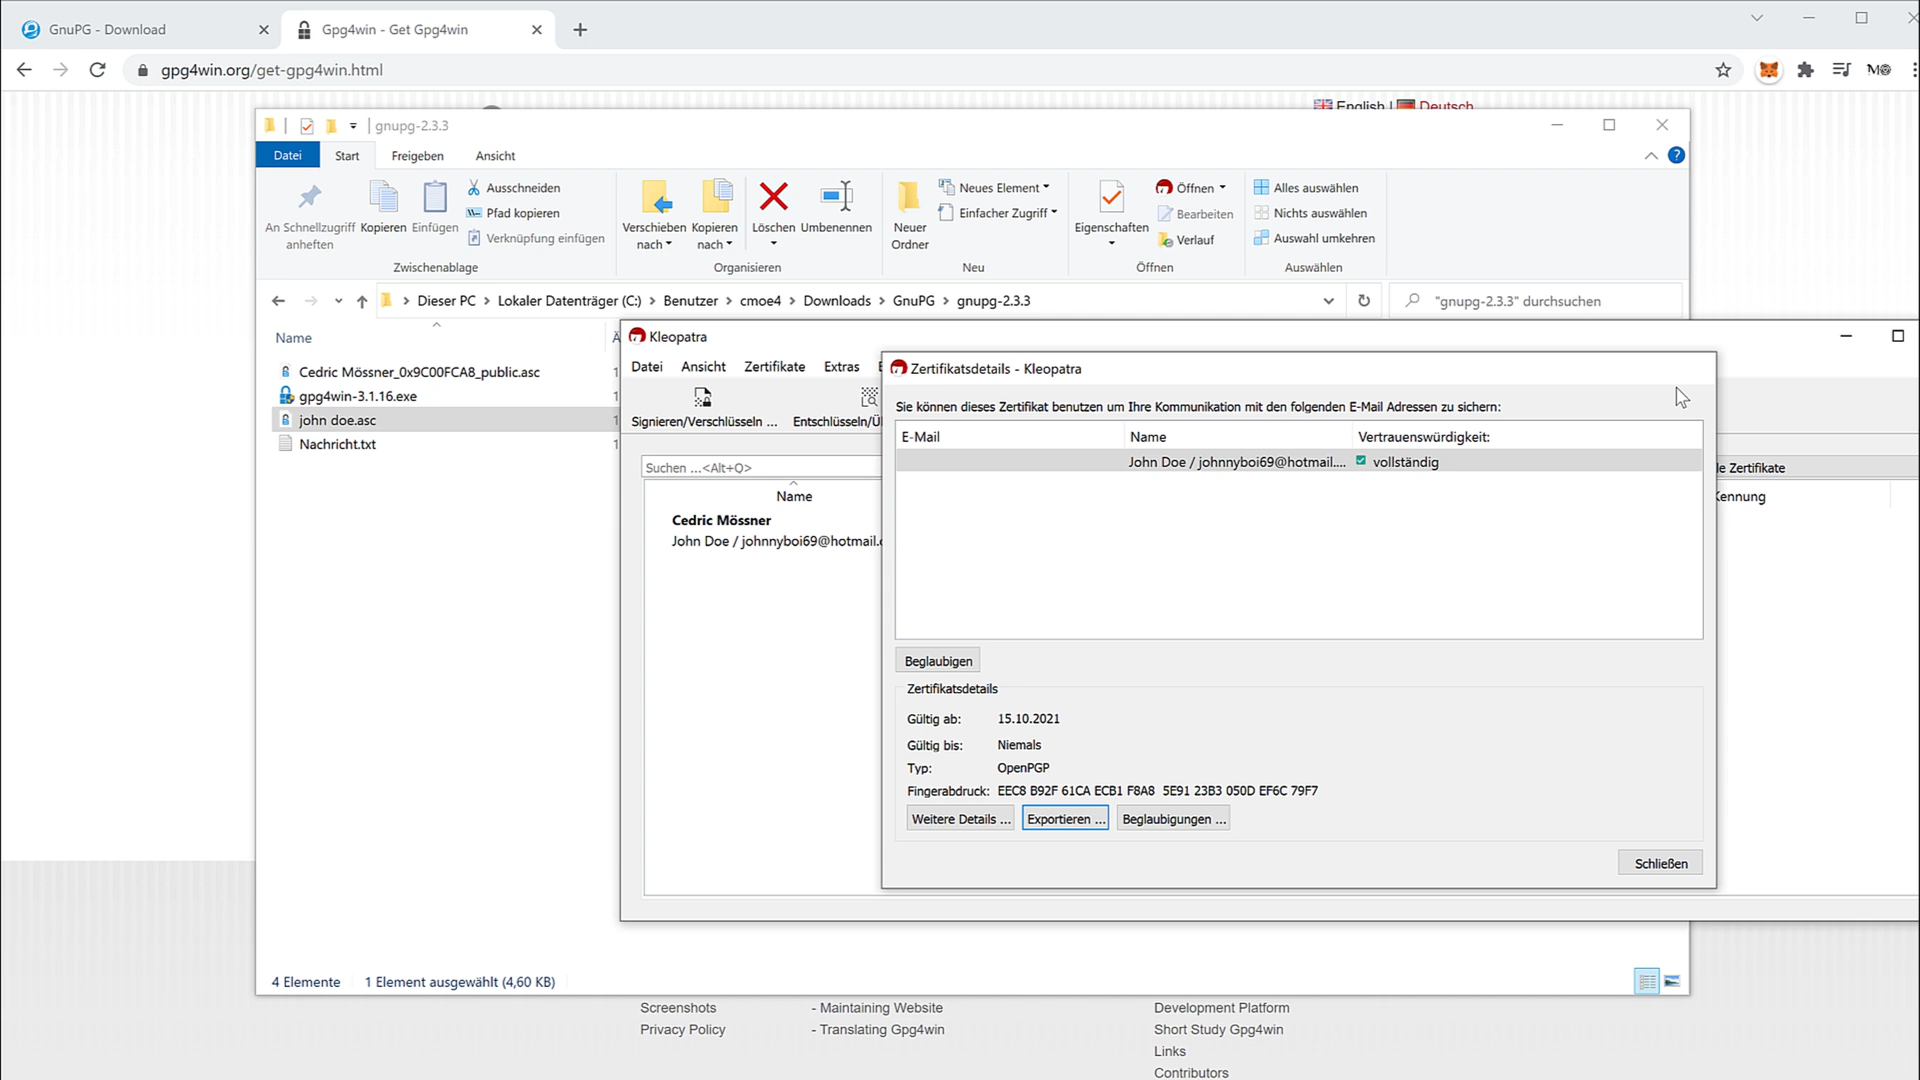 GnuPG - Download
Gpg4win - Get Gpg4win
gpg4win.org/get-gpg4win.html
English | Deutsch
gnupg-2.3.3
Datei Start Freigeben Ansicht
An Schnellzugriff anheften
Kopieren
Einfügen
Ausschneiden
Pfad kopieren
Verknüpfung einfügen
Zwischenablage
Verschieben nach
Kopieren nach
Löschen
Umbenennen
Organisieren
Neuer Ordner
Neues Element
Einfacher Zugriff
Neu
Eigenschaften
Öffnen
Bearbeiten
Verlauf
Öffnen
Alles auswählen
Nichts auswählen
Auswahl umkehren
Auswählen
Dieser PC > Lokaler Datenträger (C:) > Benutzer > cmoe4 > Downloads > GnuPG > gnupg-2.3.3
"gnupg-2.3.3" durchsuchen
Name
Cedric Mössner_0x9C00FCA8_public.asc
gpg4win-3.1.16.exe
john doe.asc
Nachricht.txt
4 Elemente 1 Element ausgewählt (4,60 KB)
Kleopatra
Datei Ansicht Zertifikate Extras
Signieren/Verschlüsseln ...
Entschlüsseln/Ü
Suchen ...<Alt+Q>
le Zertifikate
Name
Kennung
Cedric Mössner
John Doe / johnnyboi69@hotmail.
Zertifikatsdetails - Kleopatra
Sie können dieses Zertifikat benutzen um Ihre Kommunikation mit den folgenden E-Mail Adressen zu sichern:
E-Mail Name Vertrauenswürdigkeit:
John Doe / johnnyboi69@hotmail.... vollständig
Beglaubigen
Zertifikatsdetails
Gültig ab: 15.10.2021
Gültig bis: Niemals
Typ: OpenPGP
Fingerabdruck: EEC8 B92F 61CA ECB1 F8A8 5E91 23B3 050D EF6C 79F7
Weitere Details ... Exportieren ... Beglaubigungen ...
Schließen
Screenshots
Privacy Policy
- Maintaining Website
- Translating Gpg4win
Development Platform
Short Study Gpg4win
Links
Contributors